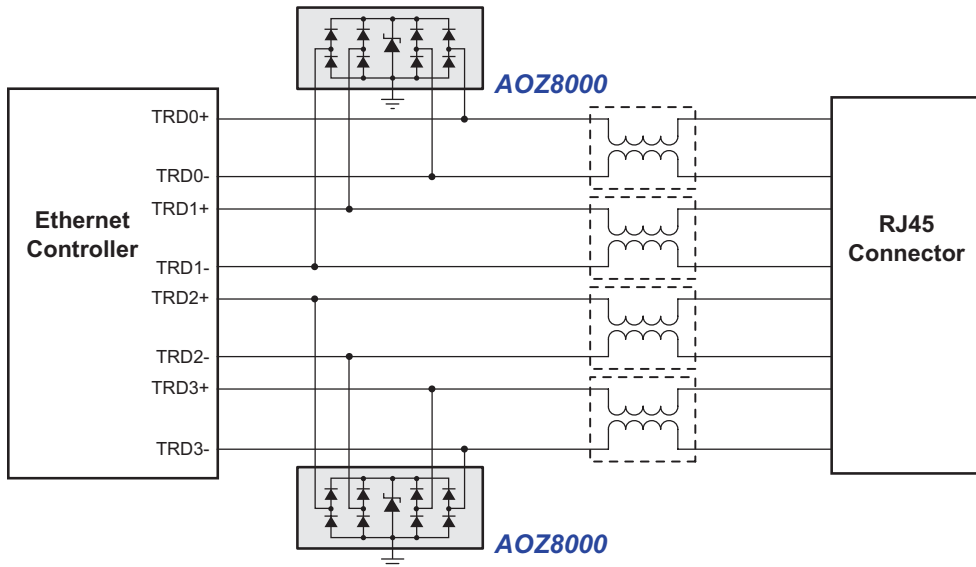 AOZ8000
TRD0+
TRD0-
TRD1+
Ethernet
Controller
TRD1-
TRD2+
TRD2-
TRD3+
TRD3-
RJ45
Connector
AOZ8000